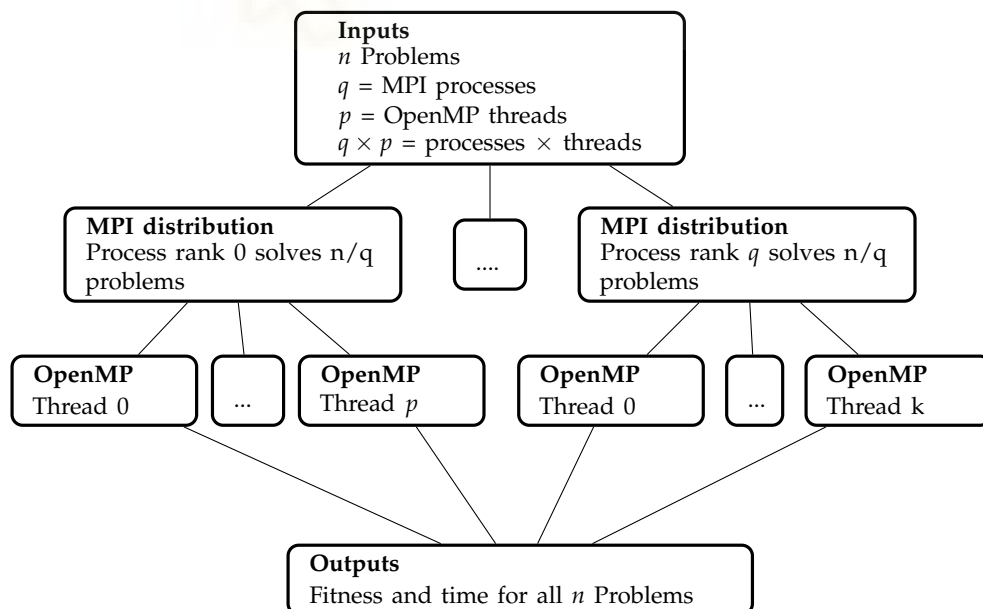 Inputs
n Problems
q = MPI processes
p = OpenMP threads
q × p = processes × threads
MPI distribution
Process rank 0 solves n/q
problems
....
MPI distribution
Process rank q solves n/q
problems
OpenMP
Thread 0
...
OpenMP
Thread p
OpenMP
Thread 0
...
OpenMP
Thread k
Outputs
Fitness and time for all n Problems